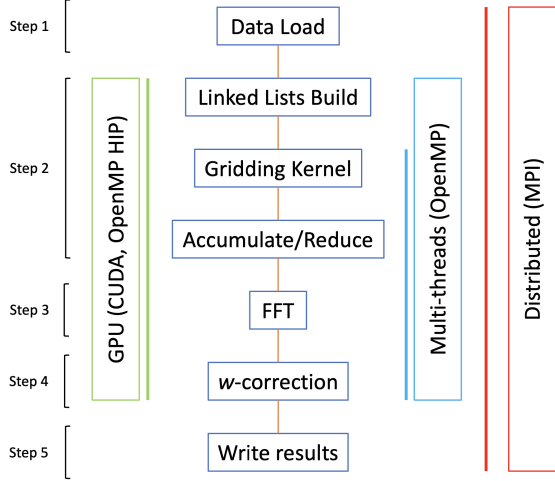 Step 1
Data Load
Linked Lists Build
Step 2
Gridding Kernel
Accumulate/Reduce
Step 3
FFT
Step 4
w-correction
Step 5
Write results
GPU (CUDA, OpenMP HIP)
Multi-threads (OpenMP)
Distributed (MPI)